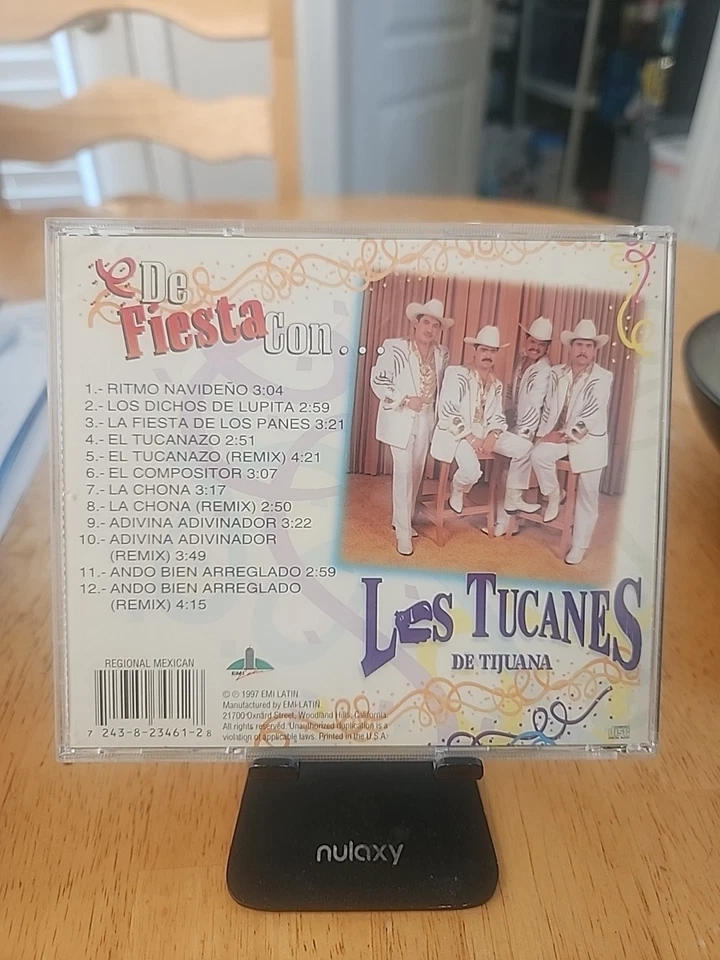 De
Fiesta
Con...
1.- RITMO NAVIDEÑO 3:04
2.- LOS DICHOS DE LUPITA 2:59
3.- LA FIESTA DE LOS PANES 3:21
4.- EL TUCANAZO 2:51
5.- EL TUCANAZO (REMIX) 4:21
6.- EL COMPOSITOR 3:07
7.- LA CHONA 3:17
8.- LA CHONA (REMIX) 2:50
9.- ADIVINA ADIVINADOR 3:22
10.- ADIVINA ADIVINADOR
(REMIX) 3:49
11.- ANDO BIEN ARREGLADO 2:59
12.- ANDO BIEN ARREGLADO
(REMIX) 4:15
LOS TUCANES
DE TIJUANA
REGIONAL MEXICAN
7 243-8-23461-2 8
EMI
© ℗ 1997 EMI LATIN
Manufactured by EMI-LATIN,
21700 Oxnard Street, Woodland Hills, California.
All rights reserved. Unauthorized duplication is a
violation of applicable laws. Printed in the U.S.A.
nulaxy